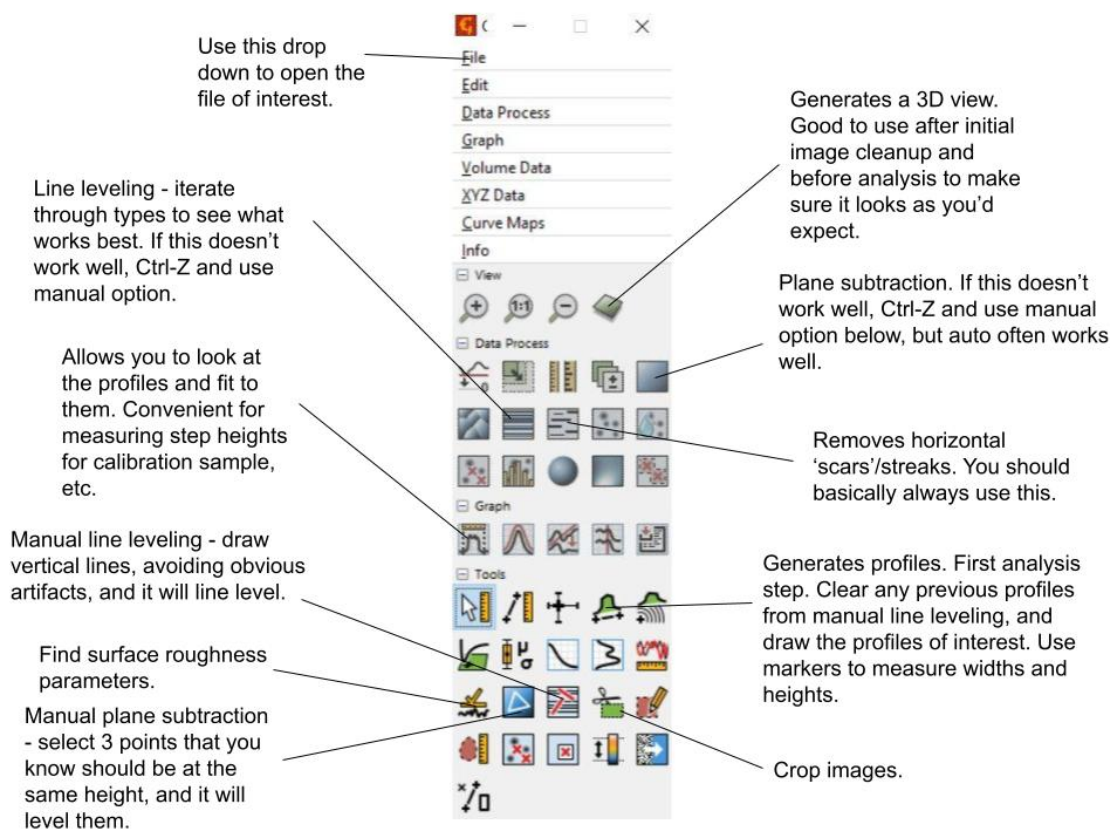 Use this drop
down to open the
file of interest.
Line leveling - iterate
through types to see what
works best. If this doesn’t
work well, Ctrl-Z and use
manual option.
Allows you to look at
the profiles and fit to
them. Convenient for
measuring step heights
for calibration sample,
etc.
Manual line leveling - draw
vertical lines, avoiding obvious
artifacts, and it will line level.
Find surface roughness
parameters.
Manual plane subtraction
- select 3 points that you
know should be at the
same height, and it will
level them.
File
Edit
Data Process
Graph
Volume Data
XYZ Data
Curve Maps
Info
View
1:1
Data Process
0
Graph
Tools
μ
σ
Generates a 3D view.
Good to use after initial
image cleanup and
before analysis to make
sure it looks as you’d
expect.
Plane subtraction. If this doesn’t
work well, Ctrl-Z and use manual
option below, but auto often works
well.
Removes horizontal
‘scars’/streaks. You should
basically always use this.
Generates profiles. First analysis
step. Clear any previous profiles
from manual line leveling, and
draw the profiles of interest. Use
markers to measure widths and
heights.
Crop images.